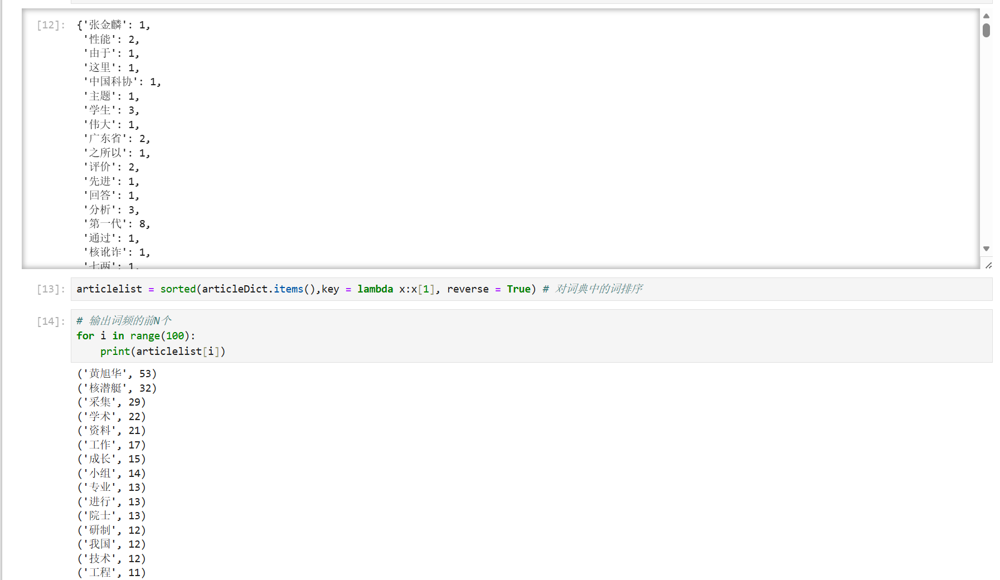 [12]: {'张金麟': 1,
'性能': 2,
'由于': 1,
'这里': 1,
'中国科协': 1,
'主题': 1,
'学生': 3,
'伟大': 1,
'广东省': 2,
'之所以': 1,
'评价': 2,
'先进': 1,
'回答': 1,
'分析': 3,
'第一代': 8,
'通过': 1,
'核讹诈': 1,
'七两': 1,
[13]: articlelist = sorted(articleDict.items(),key = lambda x:x[1], reverse = True) # 对词典中的词排序
[14]: # 输出词频的前N个
for i in range(100):
    print(articlelist[i])
('黄旭华', 53)
('核潜艇', 32)
('采集', 29)
('学术', 22)
('资料', 21)
('工作', 17)
('成长', 15)
('小组', 14)
('专业', 13)
('进行', 13)
('院士', 13)
('研制', 12)
('我国', 12)
('技术', 12)
('工程', 11)